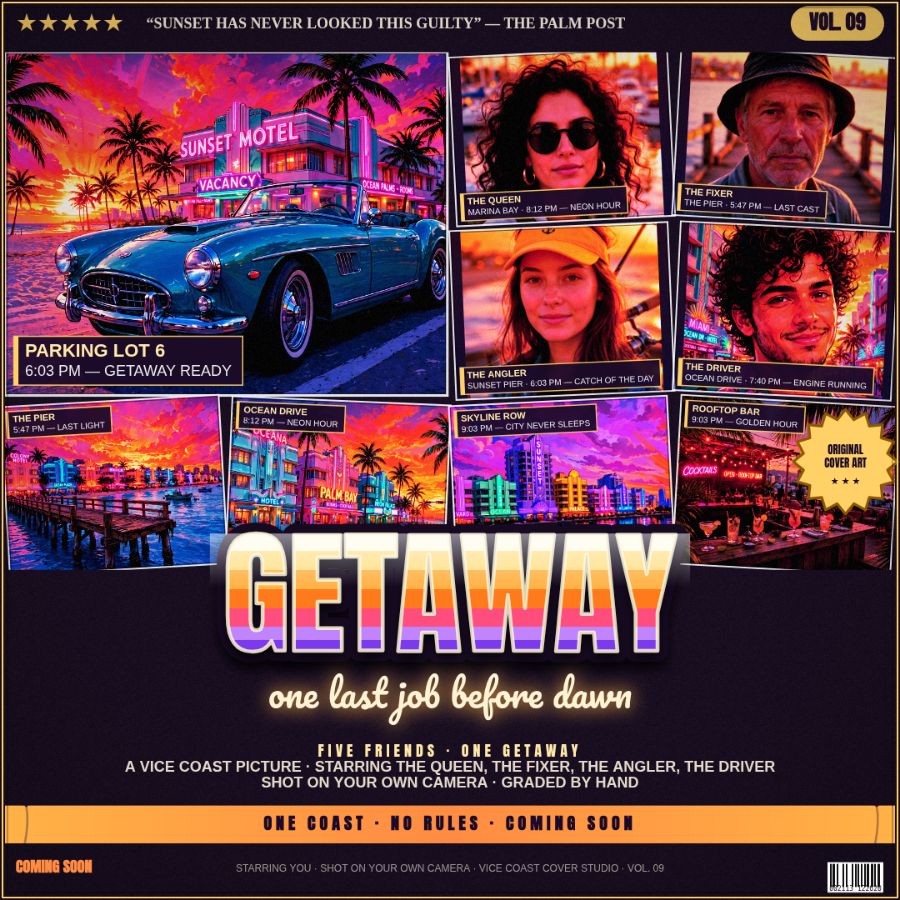 ★★★★★ “SUNSET HAS NEVER LOOKED THIS GUILTY” — THE PALM POST
VOL. 09
SUNSET MOTEL
VACANCY
OCEAN PALMS · ROOMS
PARKING LOT 6
6:03 PM — GETAWAY READY
THE QUEEN
MARINA BAY · 8:12 PM — NEON HOUR
THE FIXER
THE PIER · 5:47 PM — LAST CAST
THE ANGLER
SUNSET PIER · 6:03 PM — CATCH OF THE DAY
MIAMI
OCEAN DR
HOTEL
THE DRIVER
OCEAN DRIVE · 7:40 PM — ENGINE RUNNING
THE PIER
5:47 PM — LAST LIGHT
OCEAN DRIVE
8:12 PM — NEON HOUR
OCEANA
HOTEL
PALM BAY
SKYLINE ROW
9:03 PM — CITY NEVER SLEEPS
SUNSET
OCEAN
ROOFTOP BAR
9:03 PM — GOLDEN HOUR
COCKTAILS
ORIGINAL
COVER ART
★ ★ ★
GETAWAY
one last job before dawn
FIVE FRIENDS · ONE GETAWAY
A VICE COAST PICTURE · STARRING THE QUEEN, THE FIXER, THE ANGLER, THE DRIVER
SHOT ON YOUR OWN CAMERA · GRADED BY HAND
ONE COAST · NO RULES · COMING SOON
COMING SOON
STARRING YOU · SHOT ON YOUR OWN CAMERA · VICE COAST COVER STUDIO · VOL. 09